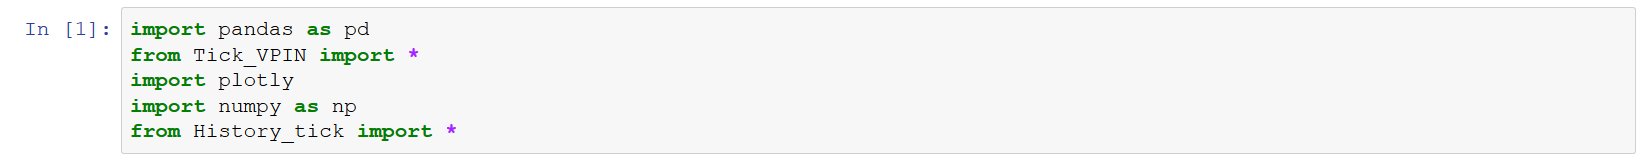 In [1]: import pandas as pd
from Tick_VPIN import *
import plotly
import numpy as np
from History_tick import *